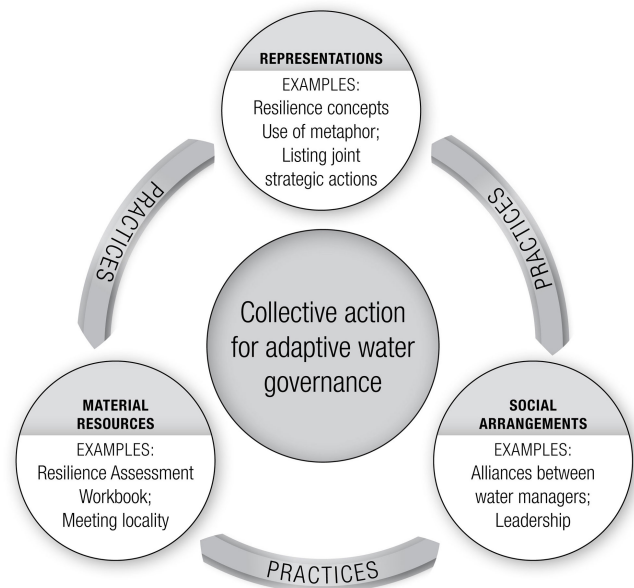 REPRESENTATIONS
EXAMPLES:
Resilience concepts
Use of metaphor;
Listing joint
strategic actions
PRACTICES
PRACTICES
Collective action
for adaptive water
governance
MATERIAL
RESOURCES
EXAMPLES:
Resilience Assessment
Workbook;
Meeting locality
SOCIAL
ARRANGEMENTS
EXAMPLES:
Alliances between
water managers;
Leadership
PRACTICES